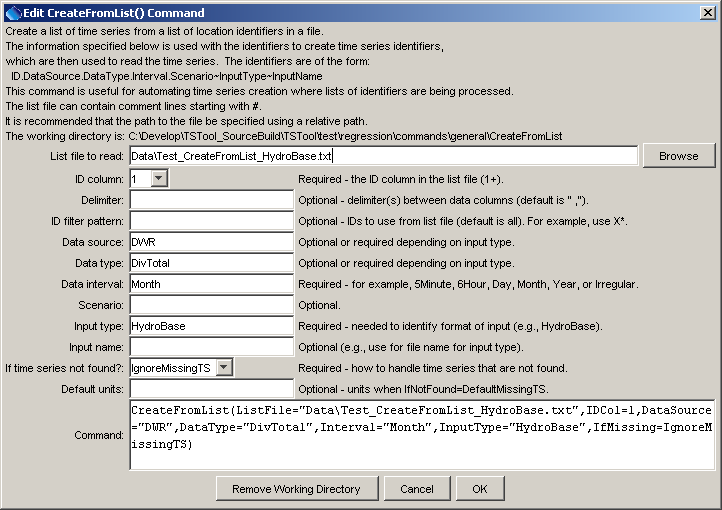 Edit CreateFromList() Command
Create a list of time series from a list of location identifiers in a file.
The information specified below is used with the identifiers to create time series identifiers,
which are then used to read the time series.  The identifiers are of the form:
ID.DataSource.DataType.Interval.Scenario~InputType~InputName
This command is useful for automating time series creation where lists of identifiers are being processed.
The list file can contain comment lines starting with #.
It is recommended that the path to the file be specified using a relative path.
The working directory is: C:\Develop\TSTool_SourceBuild\TSTool\test\regression\commands\general\CreateFromList
List file to read: Data\Test_CreateFromList_HydroBase.txt Browse
ID column: 1 Required - the ID column in the list file (1+).
Delimiter: Optional - delimiter(s) between data columns (default is " ,").
ID filter pattern: Optional - IDs to use from list file (default is all). For example, use X*.
Data source: DWR Optional or required depending on input type.
Data type: DivTotal Optional or required depending on input type.
Data interval: Month Required - for example, 5Minute, 6Hour, Day, Month, Year, or Irregular.
Scenario: Optional.
Input type: HydroBase Required - needed to identify format of input (e.g., HydroBase).
Input name: Optional (e.g., use for file name for input type).
If time series not found?: IgnoreMissingTS Required - how to handle time series that are not found.
Default units: Optional - units when IfNotFound=DefaultMissingTS.
Command: CreateFromList(ListFile="Data\Test_CreateFromList_HydroBase.txt",IDCol=1,DataSource
="DWR",DataType="DivTotal",Interval="Month",InputType="HydroBase",IfMissing=IgnoreM
issingTS)
Remove Working Directory Cancel OK